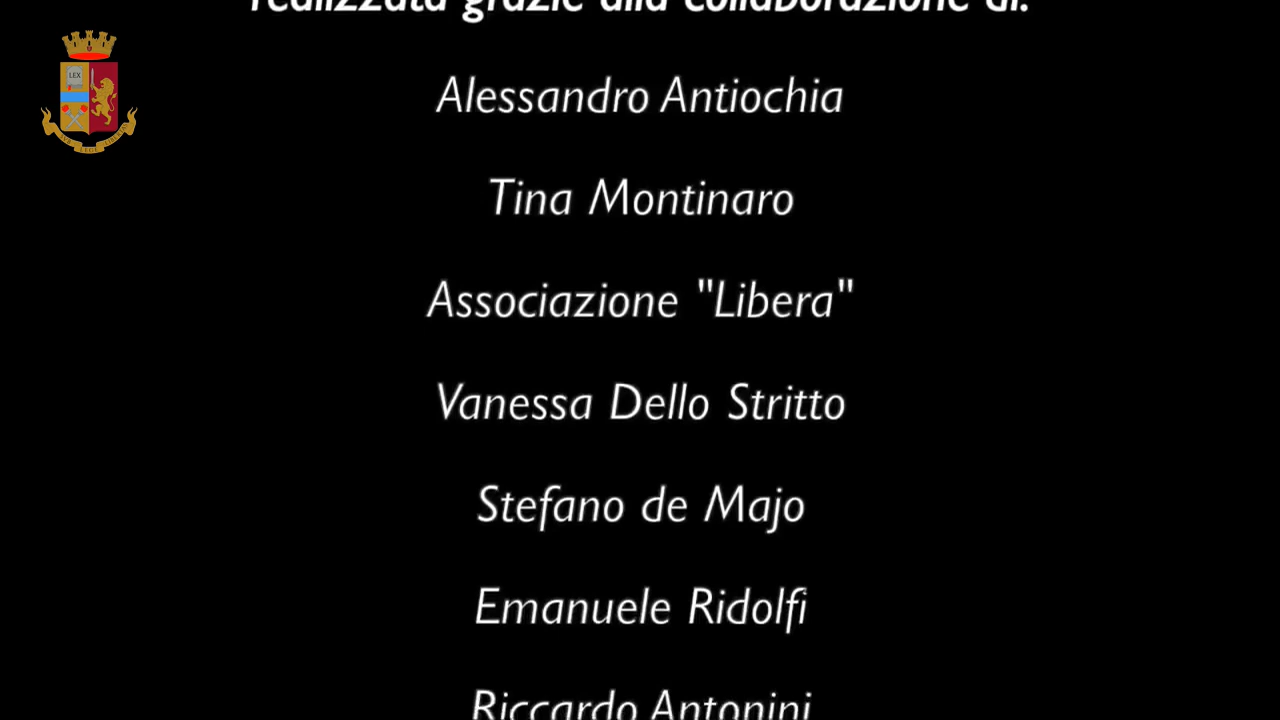 realizzata grazie alla collaborazione di:
LEX
Alessandro Antiochia
Tina Montinaro
Associazione "Libera"
Vanessa Dello Stritto
Stefano de Majo
Emanuele Ridolfi
Riccardo Antonini